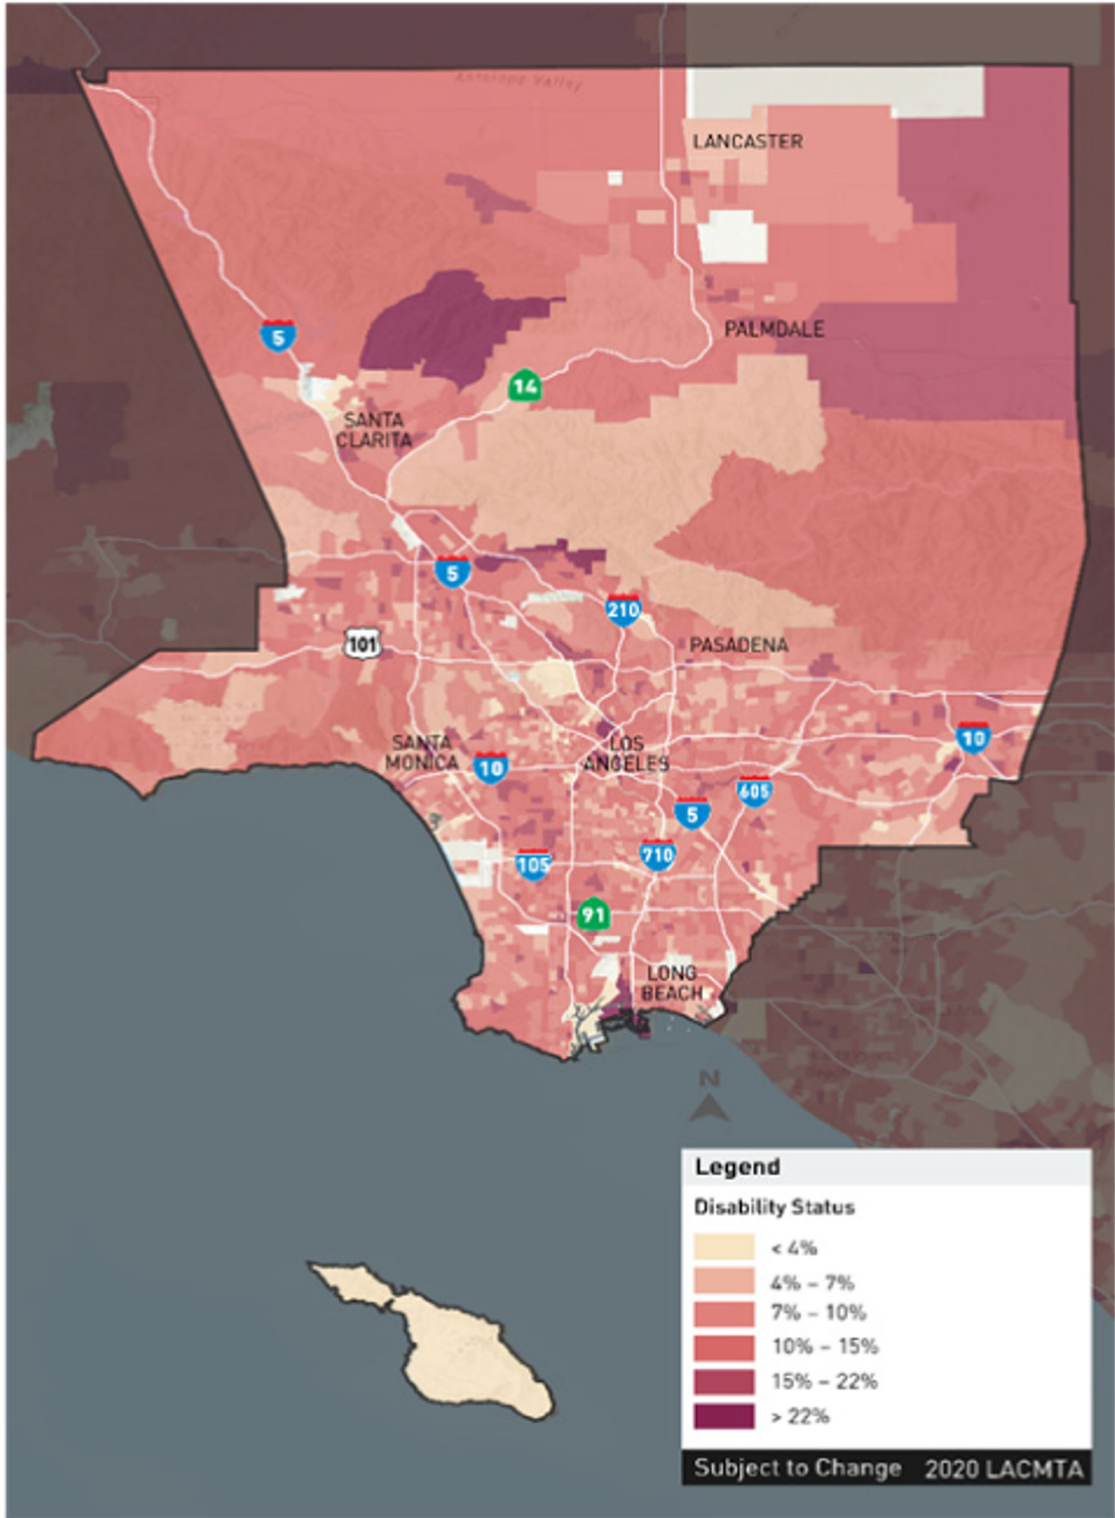 Antelope Valley
LANCASTER
5
PALMDALE
14
SANTA
CLARITA
5
210
101
PASADENA
SANTA
MONICA
10
LOS
ANGELES
10
605
5
105
710
91
LONG
BEACH
N
Legend
Disability Status
< 4%
4% – 7%
7% – 10%
10% – 15%
15% – 22%
> 22%
Subject to Change 2020 LACMTA